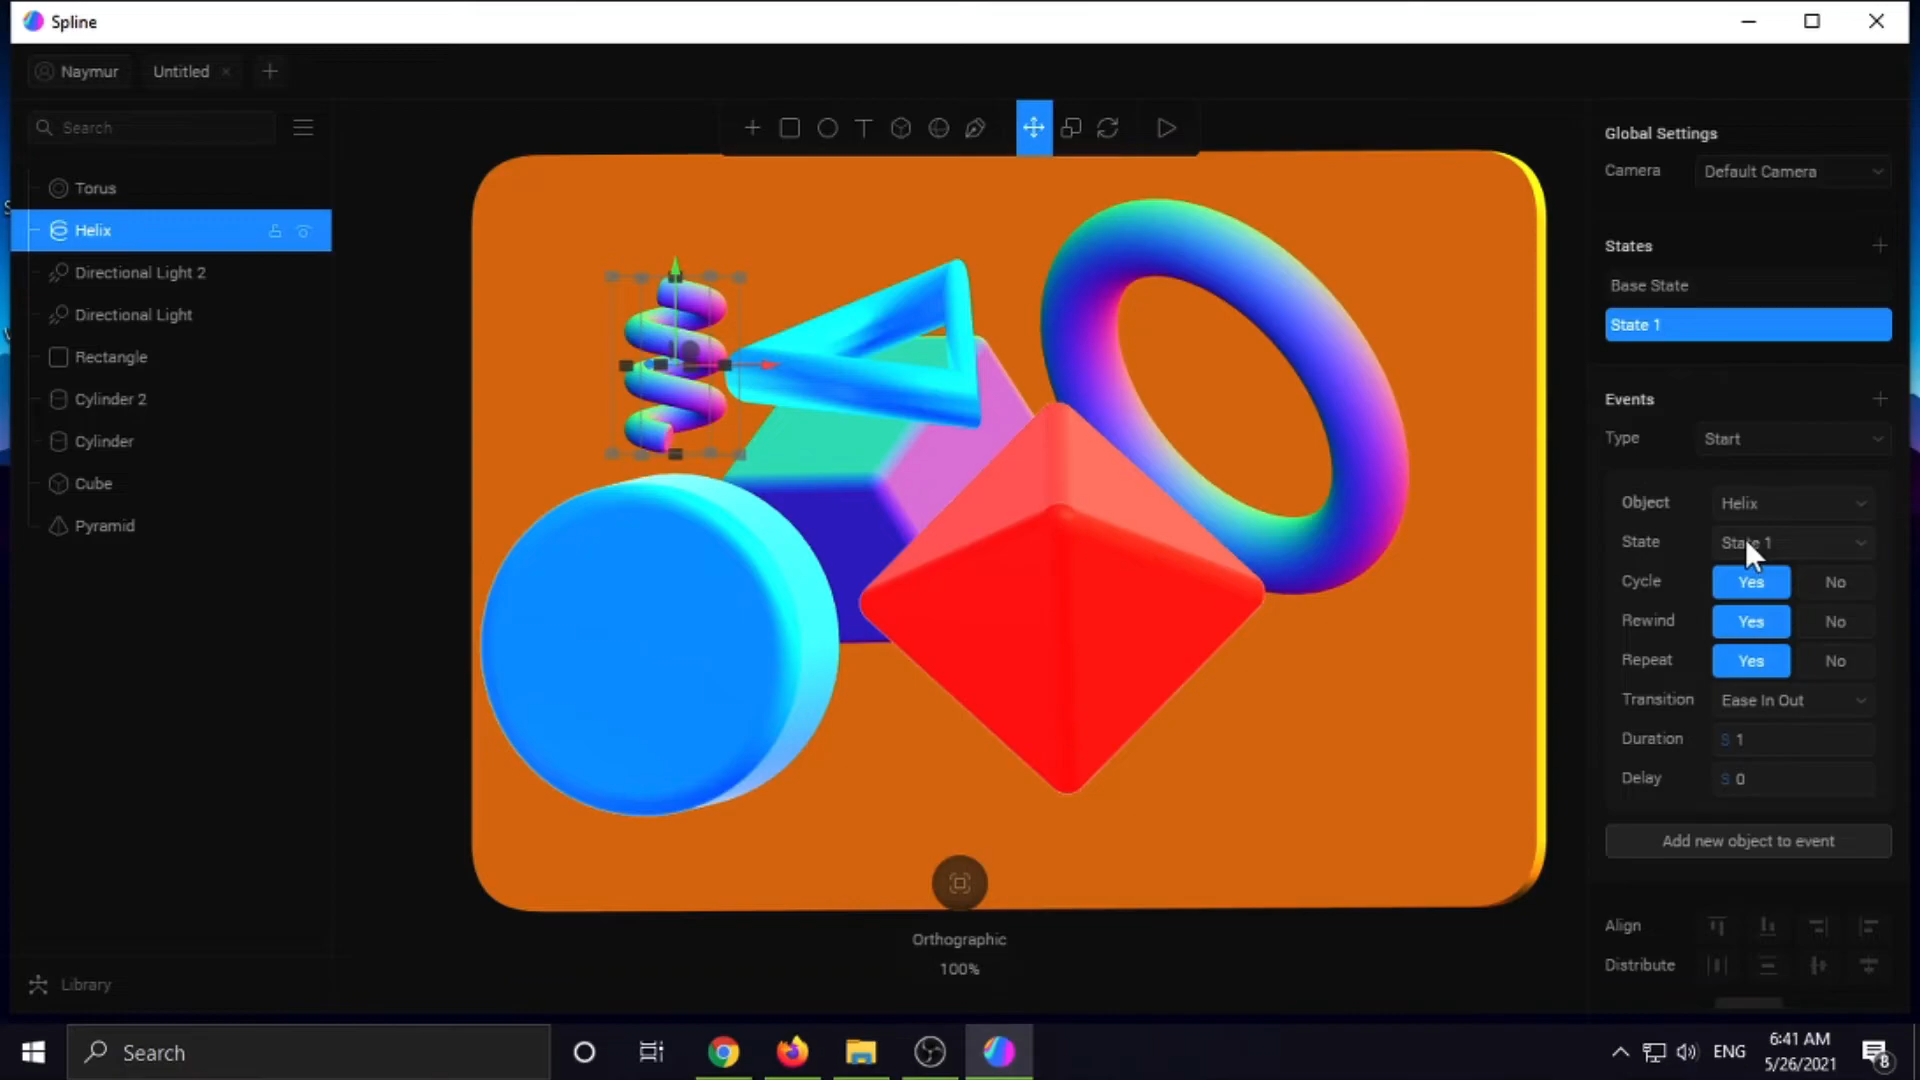 Spline
Naymur
Untitled
Search
Torus
Helix
Directional Light 2
Directional Light
Rectangle
Cylinder 2
Cylinder
Cube
Pyramid
Library
Orthographic
100%
Global Settings
Camera Default Camera
States
Base State
State 1
Events
Type Start
Object Helix
State State 1
Cycle Yes No
Rewind Yes No
Repeat Yes No
Transition Ease In Out
Duration S 1
Delay S 0
Add new object to event
Align
Distribute
Search
ENG
6:41 AM
5/26/2021
8